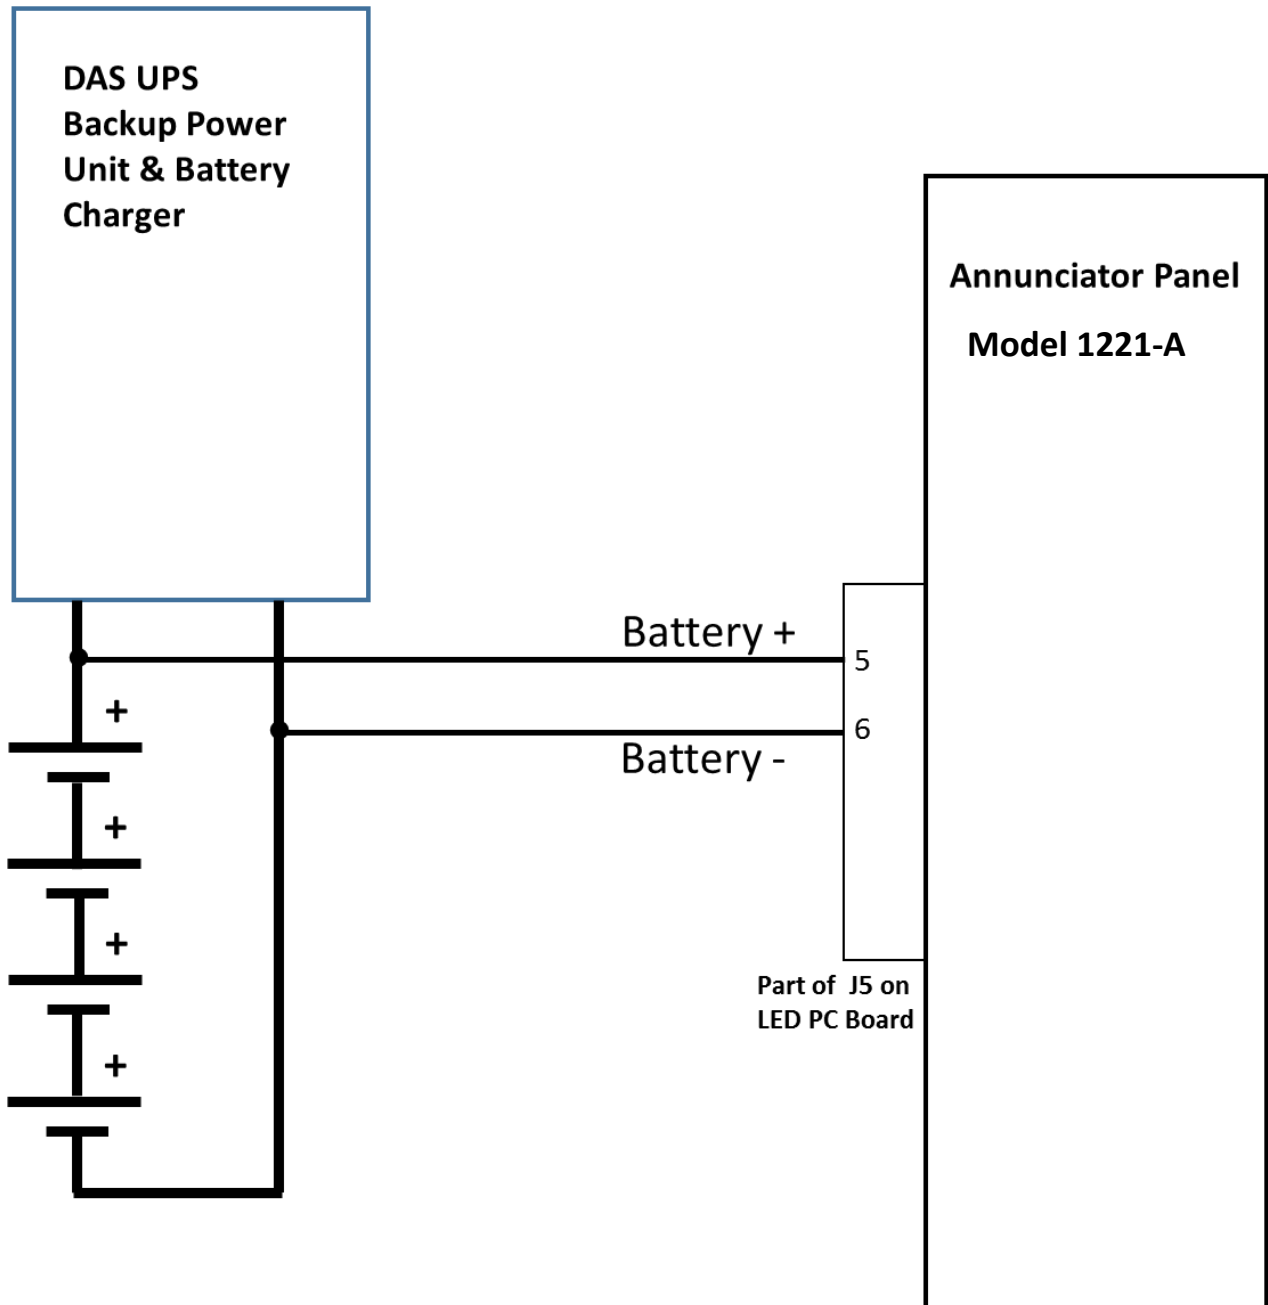 DAS UPS
Backup Power
Unit & Battery
Charger
Annunciator Panel
Model 1221-A
Battery +
5
6
Battery -
+
+
+
+
Part of J5 on
LED PC Board